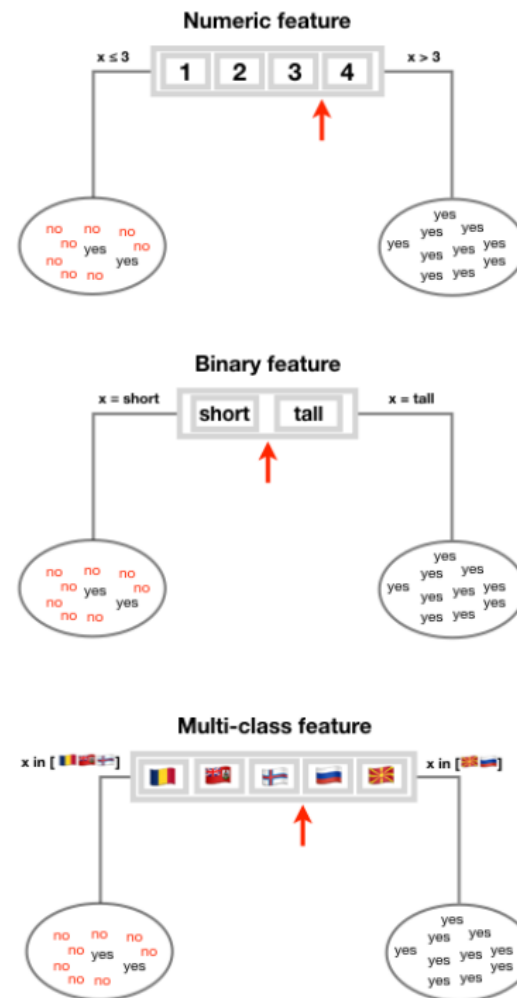 Numeric feature
x ≤ 3
1 2 3 4
x > 3
no no no
no yes no
no yes
no no
yes
yes yes
yes yes
yes yes yes
yes yes
Binary feature
x = short
short tall
x = tall
no no no
no yes no
no yes
no no
yes
yes yes
yes yes
yes yes yes
yes yes
Multi-class feature
x in [ ]
x in [ ]
no no no
no yes no
no yes
no no
yes
yes yes
yes yes
yes yes yes
yes yes